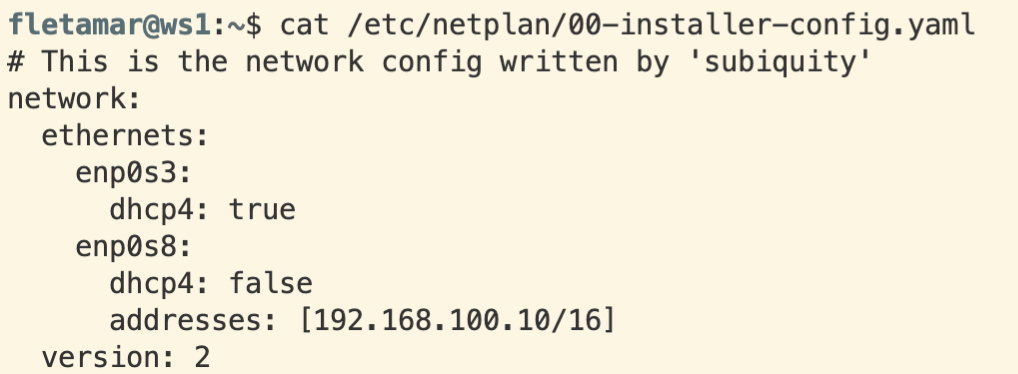 fletamar@ws1:~$ cat /etc/netplan/00-installer-config.yaml
# This is the network config written by 'subiquity'
network:
  ethernets:
    enp0s3:
      dhcp4: true
    enp0s8:
      dhcp4: false
      addresses: [192.168.100.10/16]
  version: 2